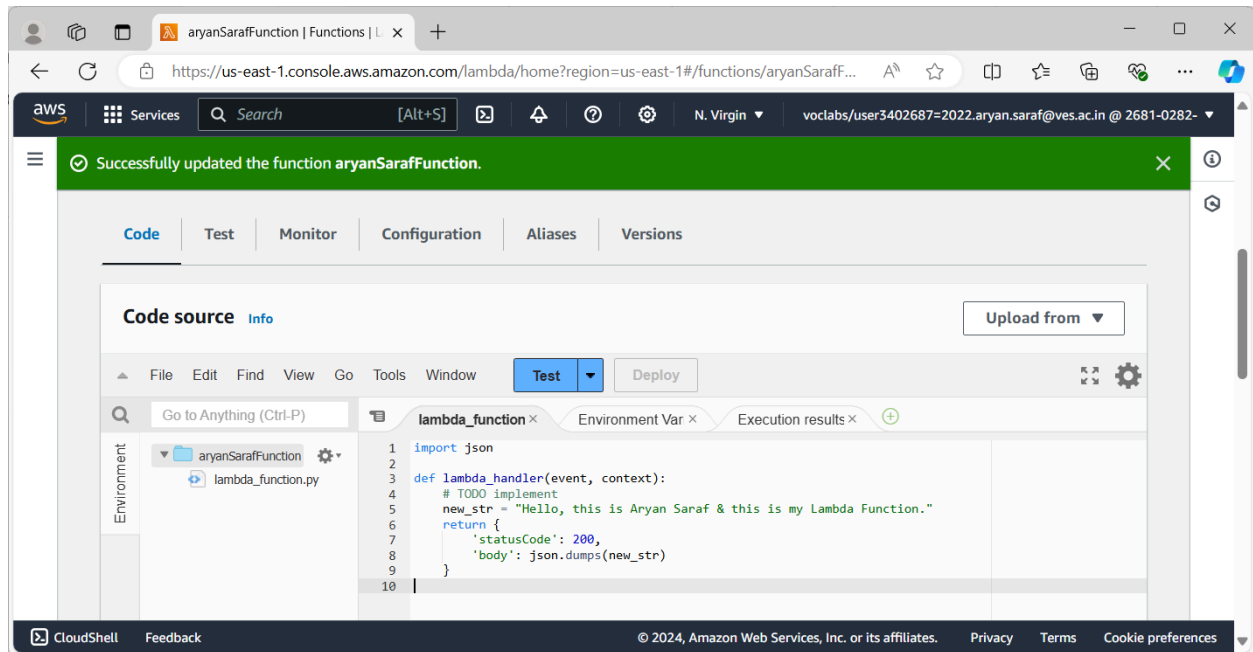 aryanSarafFunction | Functions | L
https://us-east-1.console.aws.amazon.com/lambda/home?region=us-east-1#/functions/aryanSarafF...
aws Services Search [Alt+S] N. Virgin voclabs/user3402687=2022.aryan.saraf@ves.ac.in @ 2681-0282-
Successfully updated the function aryanSarafFunction.
Code Test Monitor Configuration Aliases Versions
Code source Info Upload from
File Edit Find View Go Tools Window Test Deploy
Go to Anything (Ctrl-P) lambda_function Environment Var Execution results
Environment
aryanSarafFunction
lambda_function.py
1 import json
2
3 def lambda_handler(event, context):
4 # TODO implement
5 new_str = "Hello, this is Aryan Saraf & this is my Lambda Function."
6 return {
7 'statusCode': 200,
8 'body': json.dumps(new_str)
9 }
10
CloudShell Feedback © 2024, Amazon Web Services, Inc. or its affiliates. Privacy Terms Cookie preferences